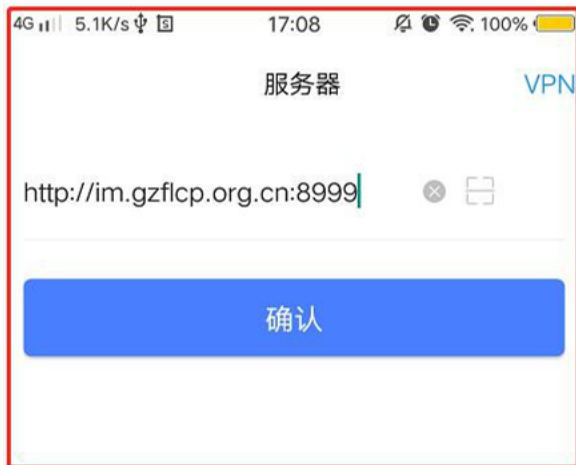 4G 5.1K/s 17:08 100%
服务器 VPN
http://im.gzflcp.org.cn:8999
确认